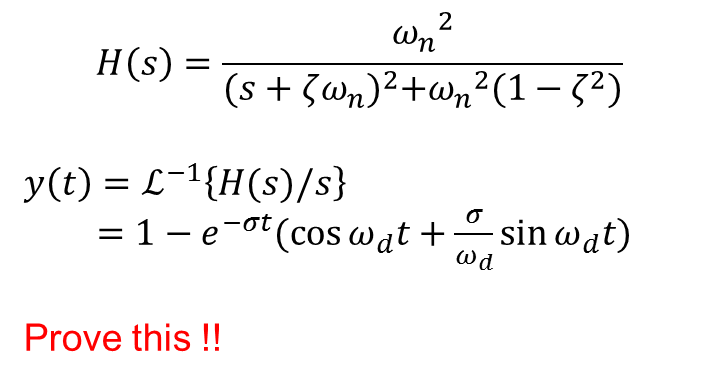 H(s) = ωₙ² / ((s + ζωₙ)²+ωₙ²(1 − ζ²))
y(t) = ℒ⁻¹{H(s)/s}
= 1 − e^(−σt)(cos ω_d t + σ/ω_d sin ω_d t)
Prove this !!